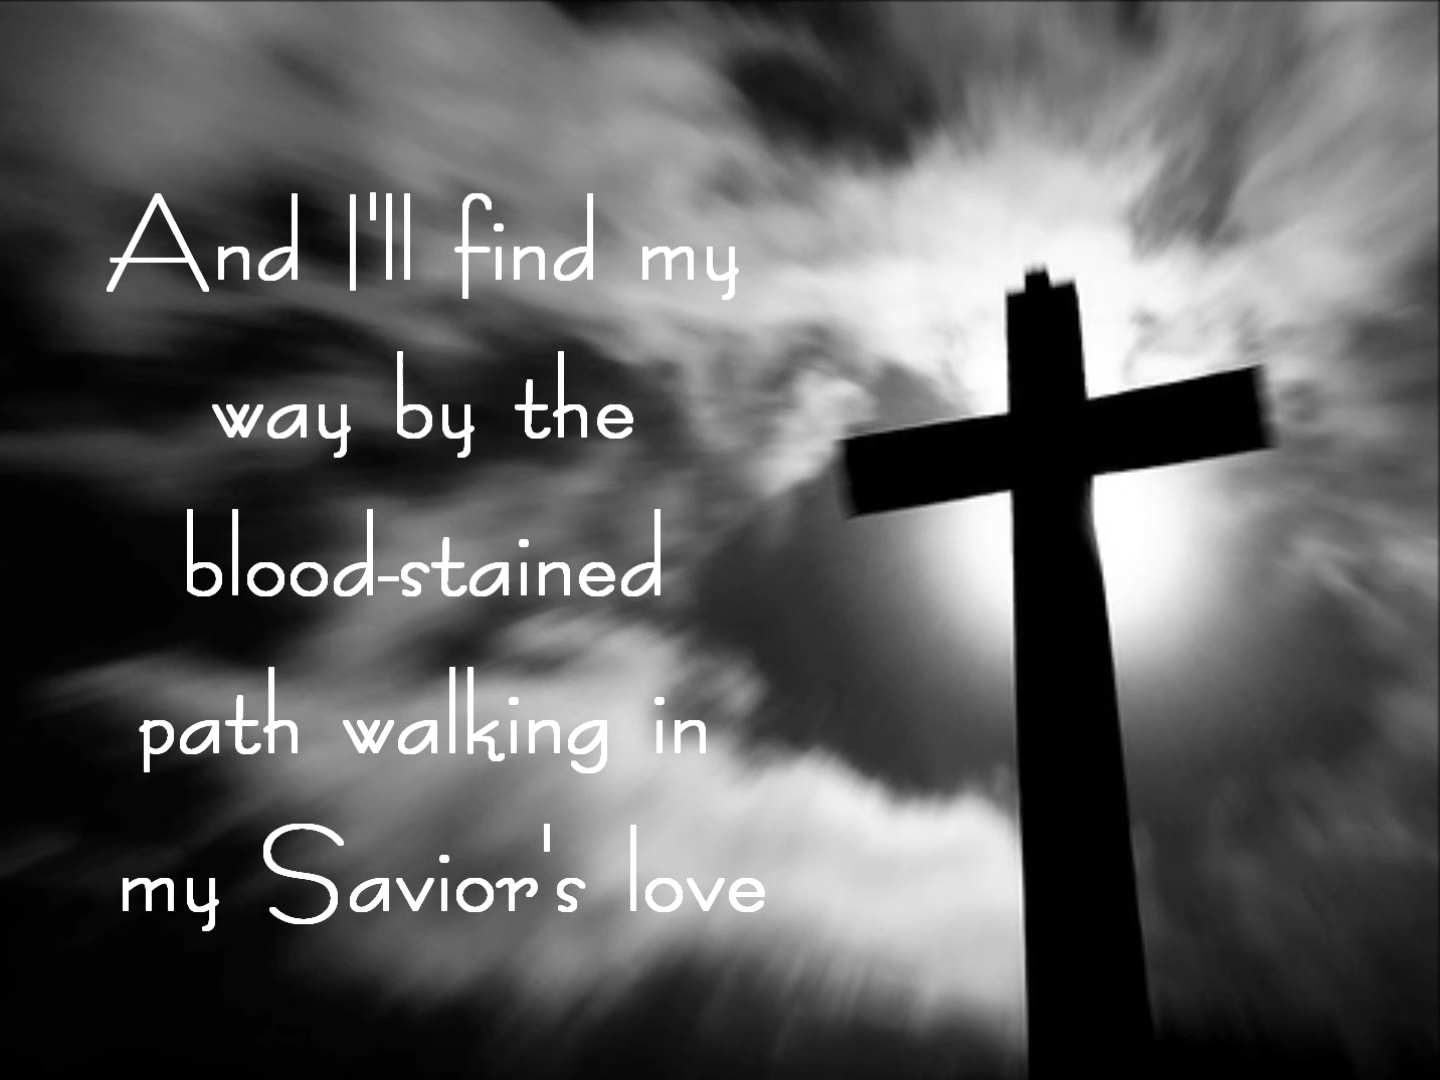 And I'll find my
way by the
blood-stained
path walking in
my Savior's love